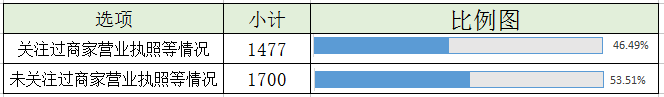 选项 小计 比例图
关注过商家营业执照等情况 1477 46.49%
未关注过商家营业执照等情况 1700 53.51%